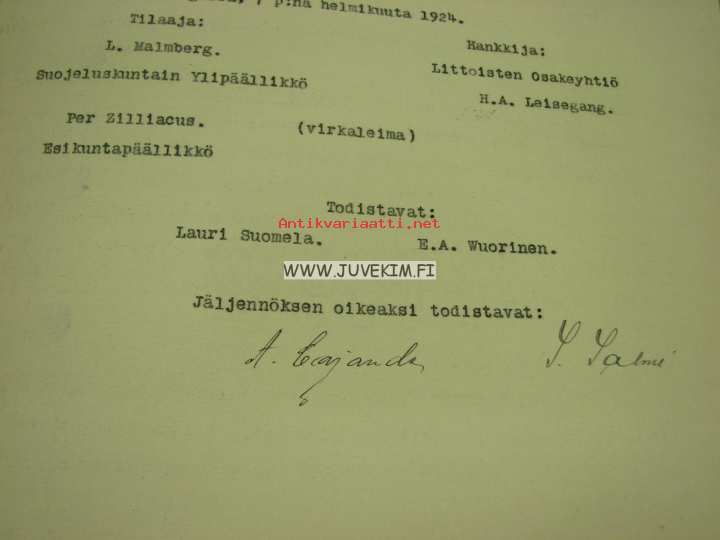 7 p:nä helmikuuta 1924.
Tilaaja:
Hankkija:
L. Malmberg.
Littoisten Osakeyhtiö
Suojeluskuntain Ylipäällikkö
H.A. Leisegang.
Per Zilliacus.
(virkaleima)
Esikuntapäällikkö
Todistavat:
Antikvariaatti.net
Lauri Suomela.
E.A. Wuorinen.
WWW.JUVEKIM.FI
Jäljennöksen oikeaksi todistavat:
A.
Salmi